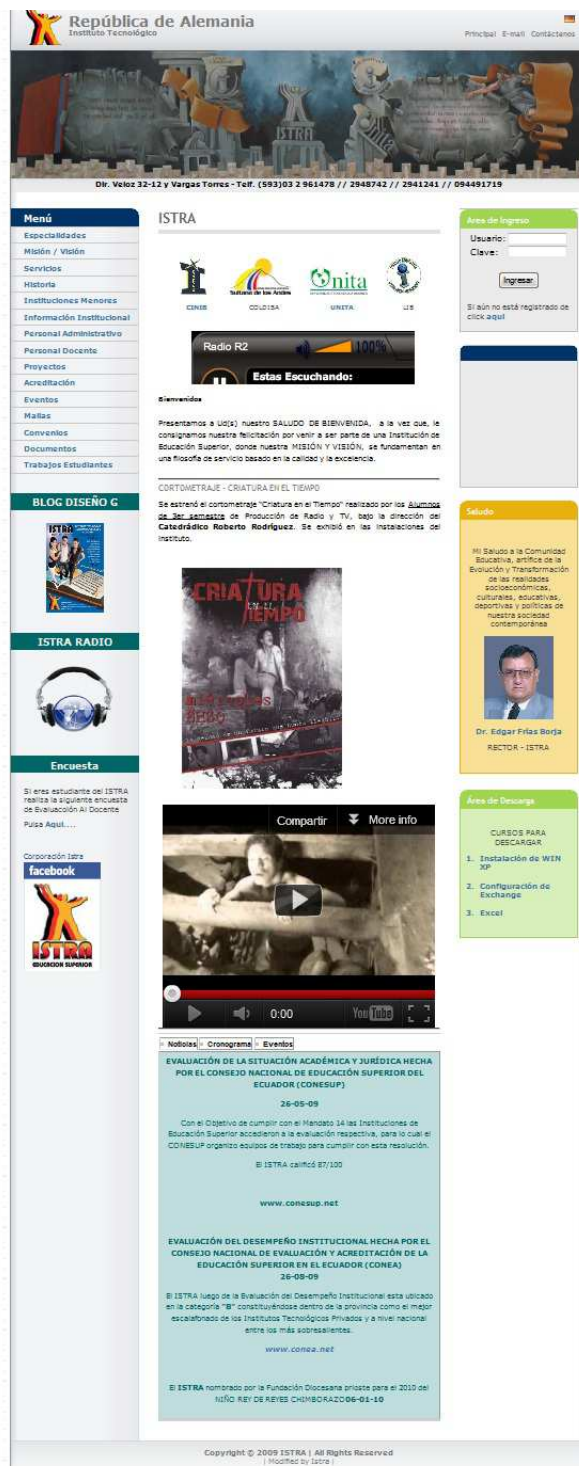 República de Alemania
Instituto Tecnológico
Principal E-mail Contáctenos
ISTRA
Dir. Veloz 32-12 y Vargas Torres - Telf. (593)03 2 961478 // 2948742 // 2941241 // 094491719
Menú
Especialidades
Misión / Visión
Servicios
Historia
Instituciones Menores
Información Institucional
Personal Administrativo
Personal Docente
Proyectos
Acreditación
Eventos
Mallas
Convenios
Documentos
Trabajos Estudiantes
BLOG DISEÑO G
ISTRA
ISTRA RADIO
Encuesta
Si eres estudiante del ISTRA
realiza la siguiente encuesta
de Evaluacción Al Docente
Pulsa Aqui....
Corporación Istra
facebook
ISTRA
EDUCACION SUPERIOR
ISTRA
Sultana de los Andes
Unita
CINIB
COLDIBA
UNITA
LIB
Radio R2
100%
Estas Escuchando:
Bienvenidos
Presentamos a Ud(s) nuestro SALUDO DE BIENVENIDA, a la vez que, le
consignamos nuestra felicitación por venir a ser parte de una Institución de
Educación Superior, donde nuestra MISIÓN Y VISIÓN, se fundamentan en
una filosofía de servicio basado en la calidad y la excelencia.
CORTOMETRAJE - CRIATURA EN EL TIEMPO
Se estrenó el cortometraje "Criatura en el Tiempo" realizado por los Alumnos
de 3er semestre de Producción de Radio y TV, bajo la dirección del
Catedrádico Roberto Rodríguez. Se exhibió en las instalaciones del
Instituto.
CRIATURA
EN EL
TIEMPO
Compartir
More info
0:00
YouTube
Noticias
Cronograma
Eventos
EVALUACIÓN DE LA SITUACIÓN ACADÉMICA Y JURÍDICA HECHA
POR EL CONSEJO NACIONAL DE EDUCACIÓN SUPERIOR DEL
ECUADOR (CONESUP)
26-05-09
Con el Objetivo de cumplir con el Mandato 14 las Instituciones de
Educación Superior accedieron a la evaluación respectiva, para lo cual el
CONESUP organizo equipos de trabajo para cumplir con esta resolución.
El ISTRA calificó 87/100
www.conesup.net
EVALUACIÓN DEL DESEMPEÑO INSTITUCIONAL HECHA POR EL
CONSEJO NACIONAL DE EVALUACIÓN Y ACREDITACIÓN DE LA
EDUCACIÓN SUPERIOR EN EL ECUADOR (CONEA)
26-08-09
El ISTRA luego de la Evaluación del Desempeño Institucional esta ubicado
en la categoría "B" constituyéndose dentro de la provincia como el mejor
escalafonado de los Institutos Tecnológicos Privados y a nivel nacional
entre los más sobresalientes.
www.conea.net
El ISTRA nombrado por la Fundación Diocesana prioste para el 2010 del
NIÑO REY DE REYES CHIMBORAZO06-01-10
Area de Ingreso
Usuario:
Clave:
Ingresar
Si aún no está registrado de
click aquí
Saludo
Mi Saludo a la Comunidad
Educativa, artífice de la
Evolución y Transformación
de las realidades
socioeconómicas,
culturales, educativas,
deportivas y políticas de
nuestra sociedad
contemporánea
Dr. Edgar Frías Borja
RECTOR - ISTRA
Área de Descarga
CURSOS PARA
DESCARGAR
1. Instalación de WIN
XP
2. Configuración de
Exchange
3. Excel
Copyright © 2009 ISTRA | All Rights Reserved
| Modified by Istra |